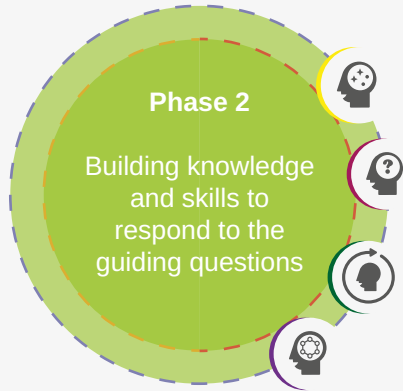 Phase 2
Building knowledge
and skills to
respond to the
guiding questions
?